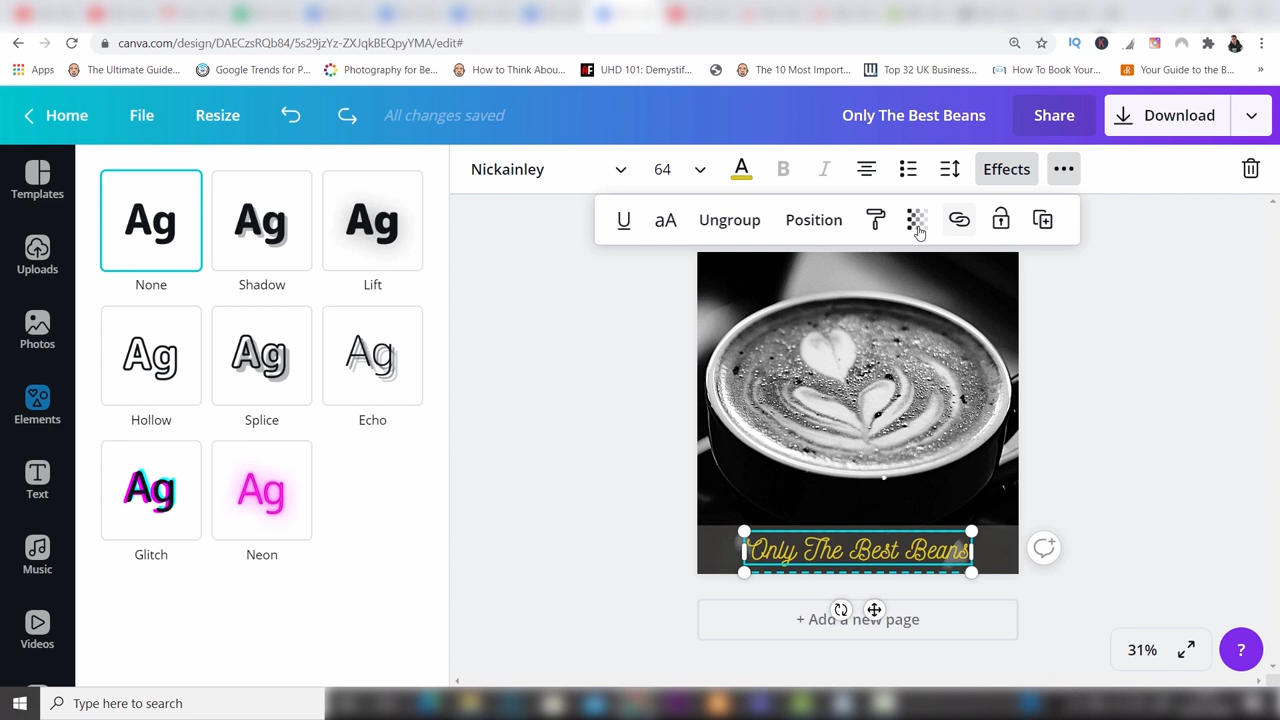 canva.com/design/DAECzsRQb84/5s29jzYz-ZXJqkBEQpyYMA/edit#
Apps
The Ultimate Guide...
Google Trends for P...
Photography for Be...
How to Think Abou...
UHD 101: Demystif...
The 10 Most Import...
Top 32 UK Business...
How To Book Your...
Your Guide to the B...
Home
File
Resize
All changes saved
Only The Best Beans
Share
Download
Templates
Uploads
Photos
Elements
Text
Music
Videos
Ag
None
Ag
Shadow
Ag
Lift
Ag
Hollow
Ag
Splice
Ag
Echo
Ag
Glitch
Ag
Neon
Nickainley
64
A
B
I
Effects
U
aA
Ungroup
Position
Only The Best Beans
+ Add a new page
31%
?
Type here to search